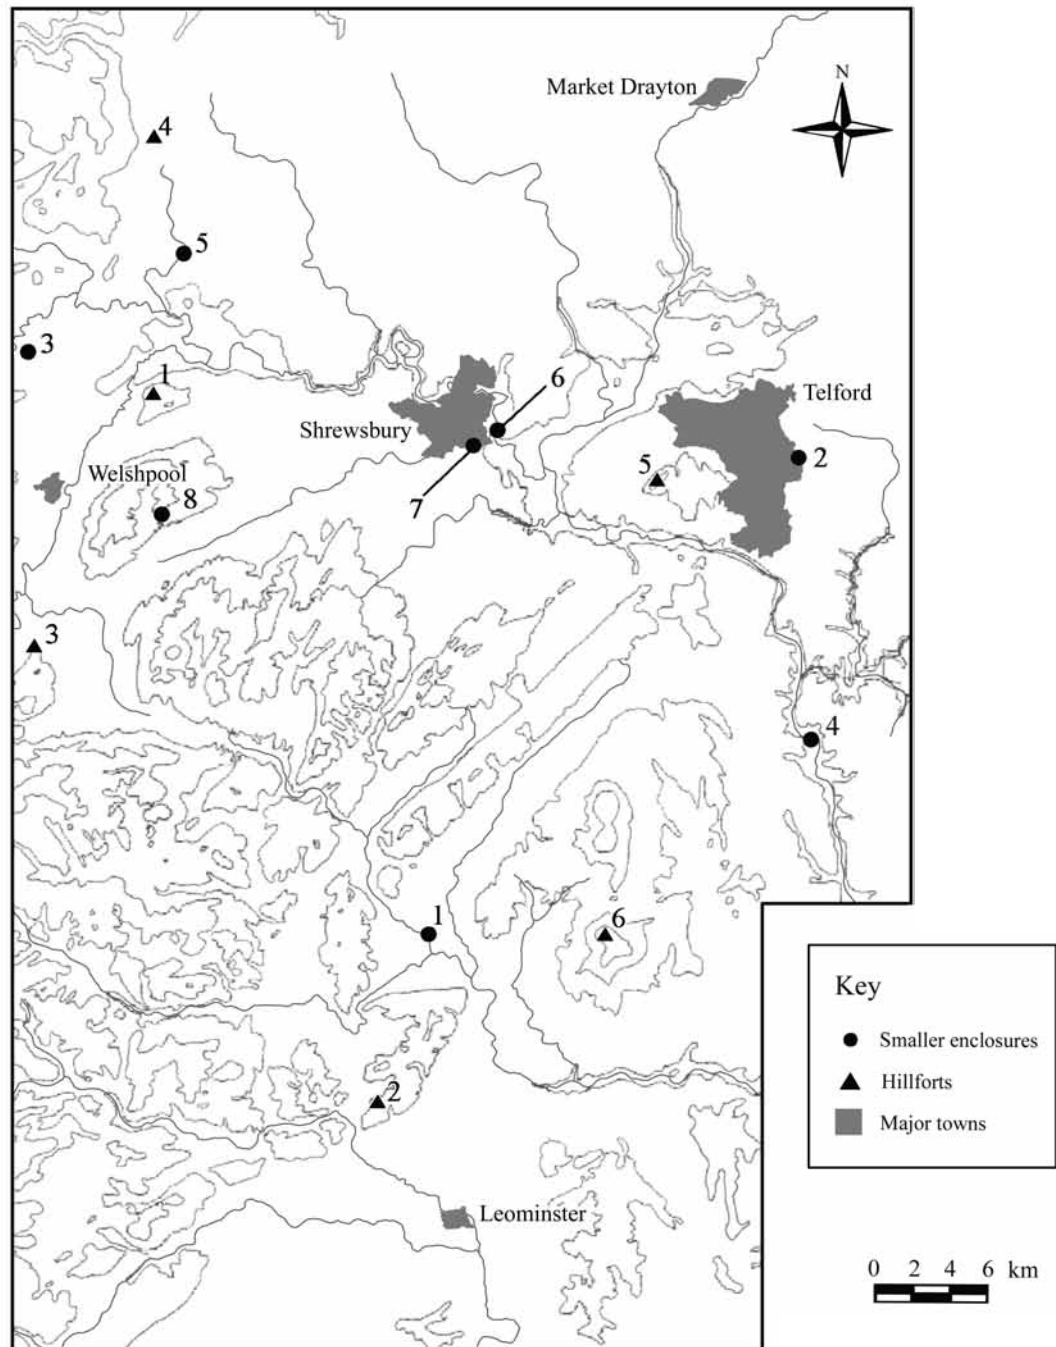 Market Drayton
N
4
5
3
1
6
Telford
Shrewsbury
2
5
Welshpool
7
8
3
4
1
6
Key
Smaller enclosures
Hillforts
2
Major towns
Leominster
0 2 4 6 km